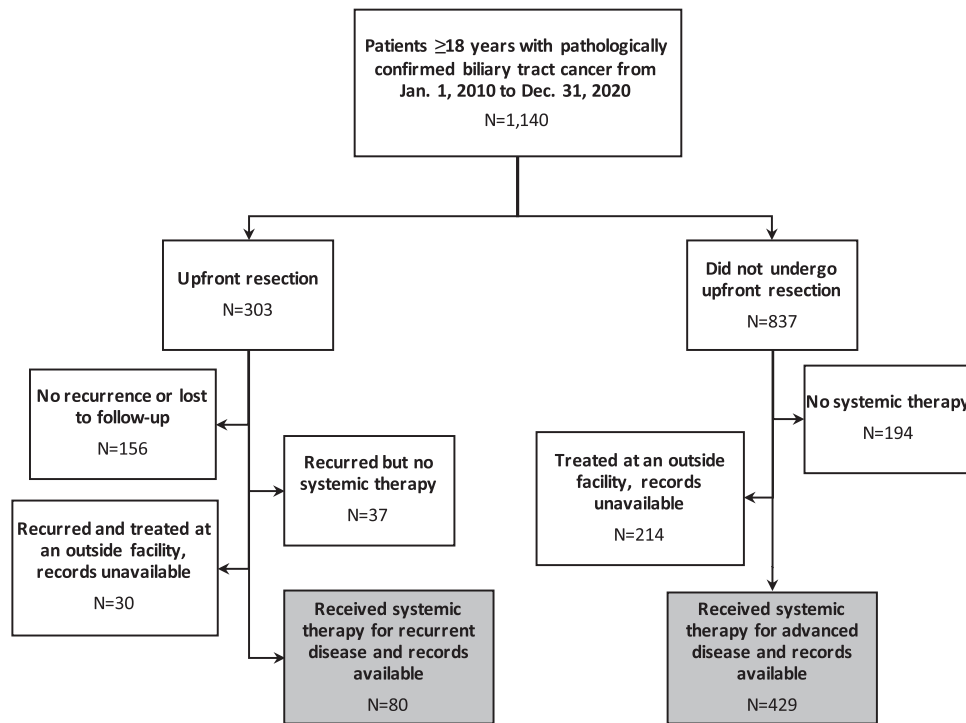 Patients ≥18 years with pathologically
confirmed biliary tract cancer from
Jan. 1, 2010 to Dec. 31, 2020
N=1,140
Upfront resection
N=303
Did not undergo
upfront resection
N=837
No recurrence or lost
to follow-up
N=156
No systemic therapy
N=194
Recurred but no
systemic therapy
N=37
Treated at an outside
facility, records
unavailable
N=214
Recurred and treated at
an outside facility,
records unavailable
N=30
Received systemic
therapy for recurrent
disease and records
available
N=80
Received systemic
therapy for advanced
disease and records
available
N=429